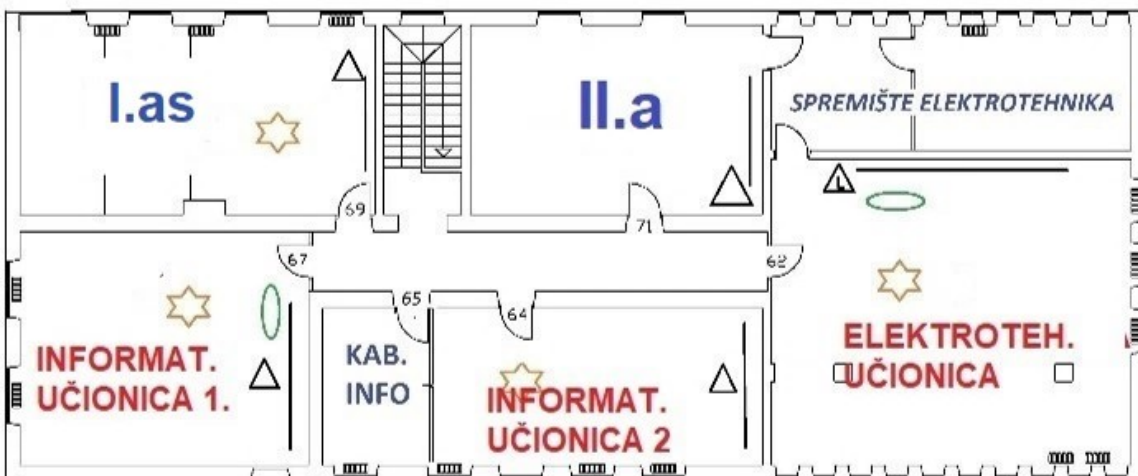 I.as
II.a
SPREMIŠTE ELEKTROTEHNIKA
L
69
71
67
62
65
64
INFORMAT.
UČIONICA 1.
KAB.
INFO
INFORMAT.
UČIONICA 2
ELEKTROTEH.
UČIONICA